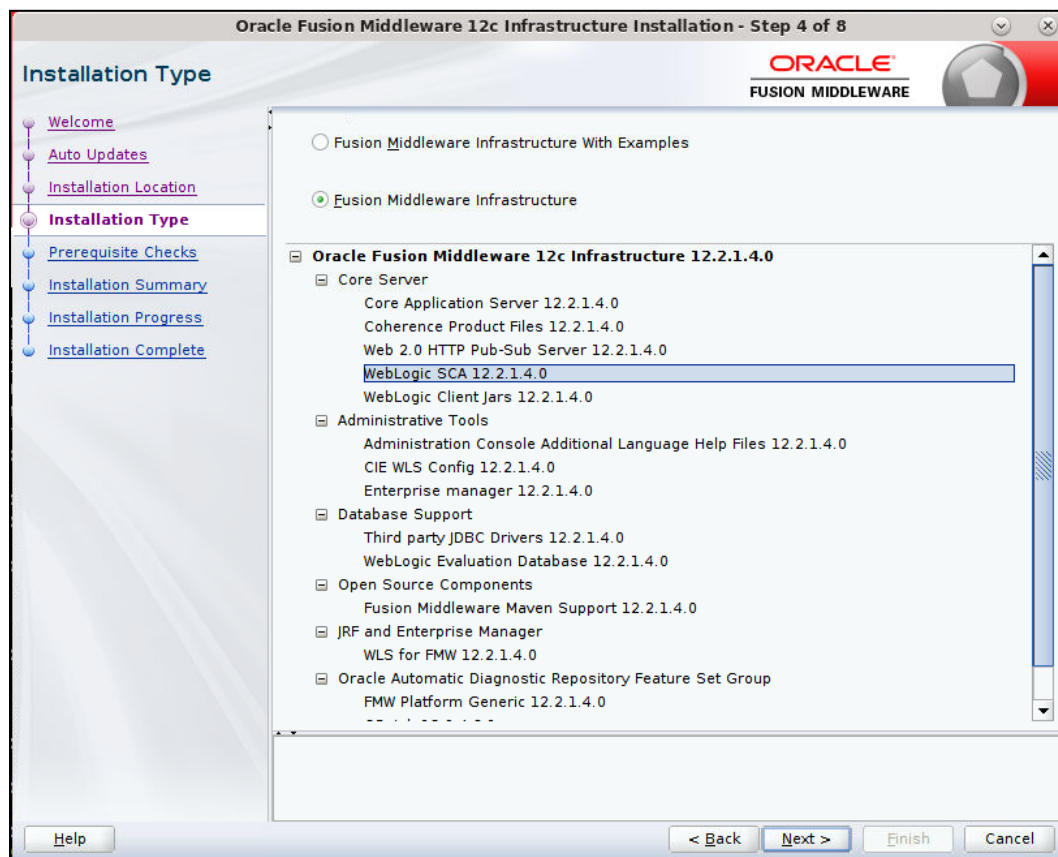 Oracle Fusion Middleware 12c Infrastructure Installation - Step 4 of 8
Installation Type
ORACLE
FUSION MIDDLEWARE
Welcome
Auto Updates
Installation Location
Installation Type
Prerequisite Checks
Installation Summary
Installation Progress
Installation Complete
Fusion Middleware Infrastructure With Examples
Fusion Middleware Infrastructure
Oracle Fusion Middleware 12c Infrastructure 12.2.1.4.0
Core Server
Core Application Server 12.2.1.4.0
Coherence Product Files 12.2.1.4.0
Web 2.0 HTTP Pub-Sub Server 12.2.1.4.0
WebLogic SCA 12.2.1.4.0
WebLogic Client Jars 12.2.1.4.0
Administrative Tools
Administration Console Additional Language Help Files 12.2.1.4.0
CIE WLS Config 12.2.1.4.0
Enterprise manager 12.2.1.4.0
Database Support
Third party JDBC Drivers 12.2.1.4.0
WebLogic Evaluation Database 12.2.1.4.0
Open Source Components
Fusion Middleware Maven Support 12.2.1.4.0
JRF and Enterprise Manager
WLS for FMW 12.2.1.4.0
Oracle Automatic Diagnostic Repository Feature Set Group
FMW Platform Generic 12.2.1.4.0
Help
< Back
Next >
Finish
Cancel